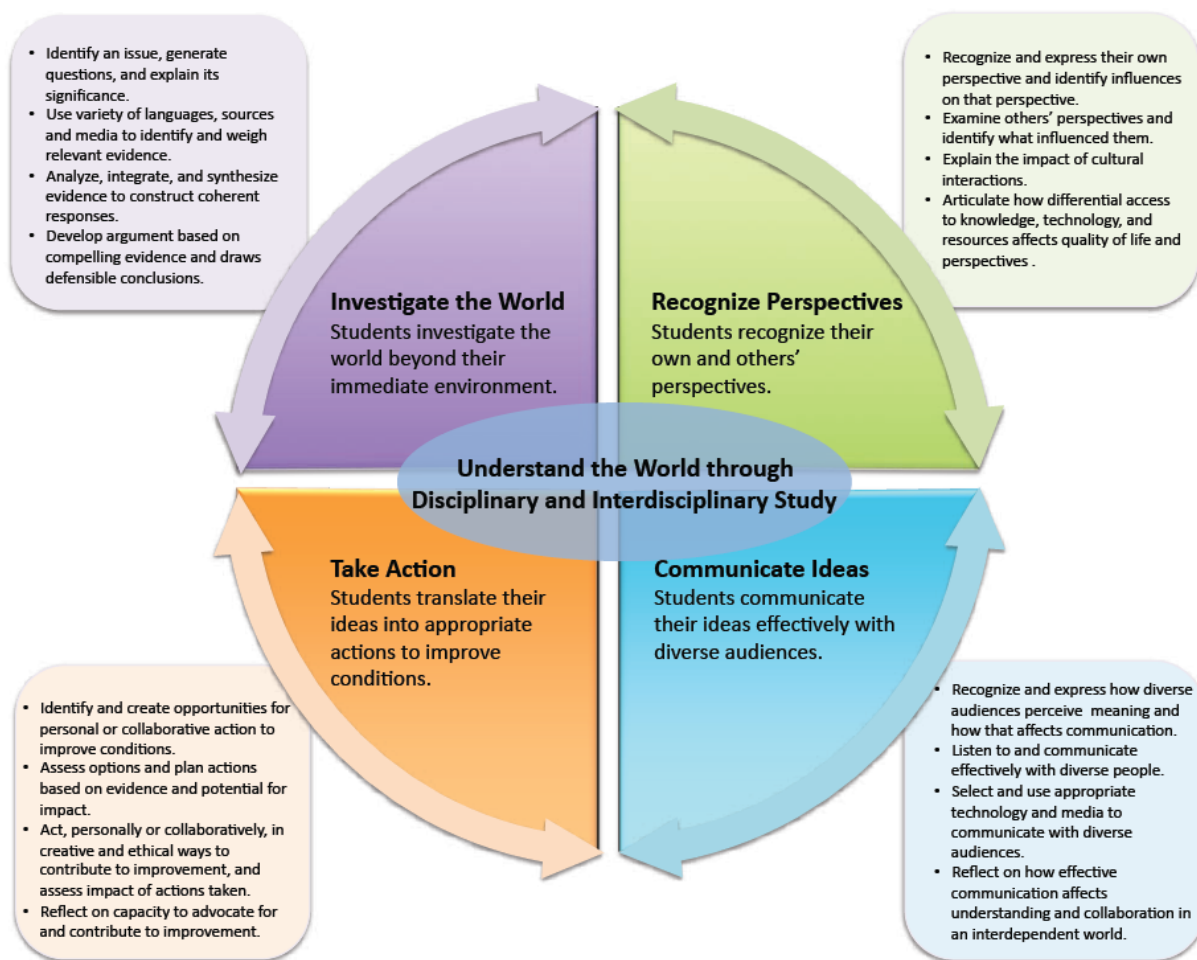 • Identify an issue, generate
questions, and explain its
significance.
• Use variety of languages, sources
and media to identify and weigh
relevant evidence.
• Analyze, integrate, and synthesize
evidence to construct coherent
responses.
• Develop argument based on
compelling evidence and draws
defensible conclusions.
• Recognize and express their own
perspective and identify influences
on that perspective.
• Examine others’ perspectives and
identify what influenced them.
• Explain the impact of cultural
interactions.
• Articulate how differential access
to knowledge, technology, and
resources affects quality of life and
perspectives .
Investigate the World
Students investigate the
world beyond their
immediate environment.
Recognize Perspectives
Students recognize their
own and others’
perspectives.
Understand the World through
Disciplinary and Interdisciplinary Study
Take Action
Students translate their
ideas into appropriate
actions to improve
conditions.
Communicate Ideas
Students communicate
their ideas effectively with
diverse audiences.
• Identify and create opportunities for
personal or collaborative action to
improve conditions.
• Assess options and plan actions
based on evidence and potential for
impact.
• Act, personally or collaboratively, in
creative and ethical ways to
contribute to improvement, and
assess impact of actions taken.
• Reflect on capacity to advocate for
and contribute to improvement.
• Recognize and express how diverse
audiences perceive meaning and
how that affects communication.
• Listen to and communicate
effectively with diverse people.
• Select and use appropriate
technology and media to
communicate with diverse
audiences.
• Reflect on how effective
communication affects
understanding and collaboration in
an interdependent world.